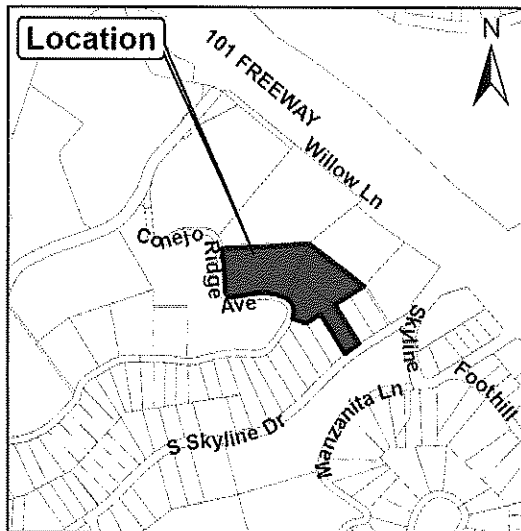 Location
N
101 FREEWAY
Willow Ln
Conejo
Ridge
Ave
Skyline
Foothill
Manzanita Ln
S Skyline Dr